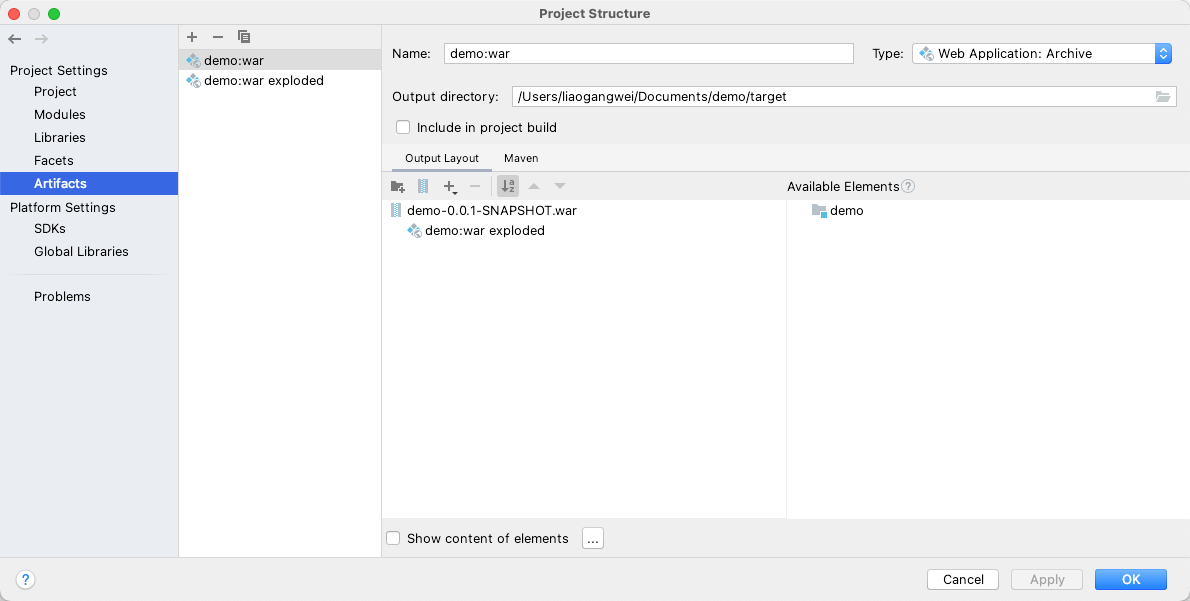 Project Structure
Project Settings
Project
Modules
Libraries
Facets
Artifacts
Platform Settings
SDKs
Global Libraries
Problems
demo:war
demo:war exploded
Name: demo:war Type: Web Application: Archive
Output directory: /Users/liaogangwei/Documents/demo/target
Include in project build
Output Layout Maven
a
z
Available Elements ?
demo-0.0.1-SNAPSHOT.war
demo:war exploded
demo
Show content of elements ...
? Cancel Apply OK